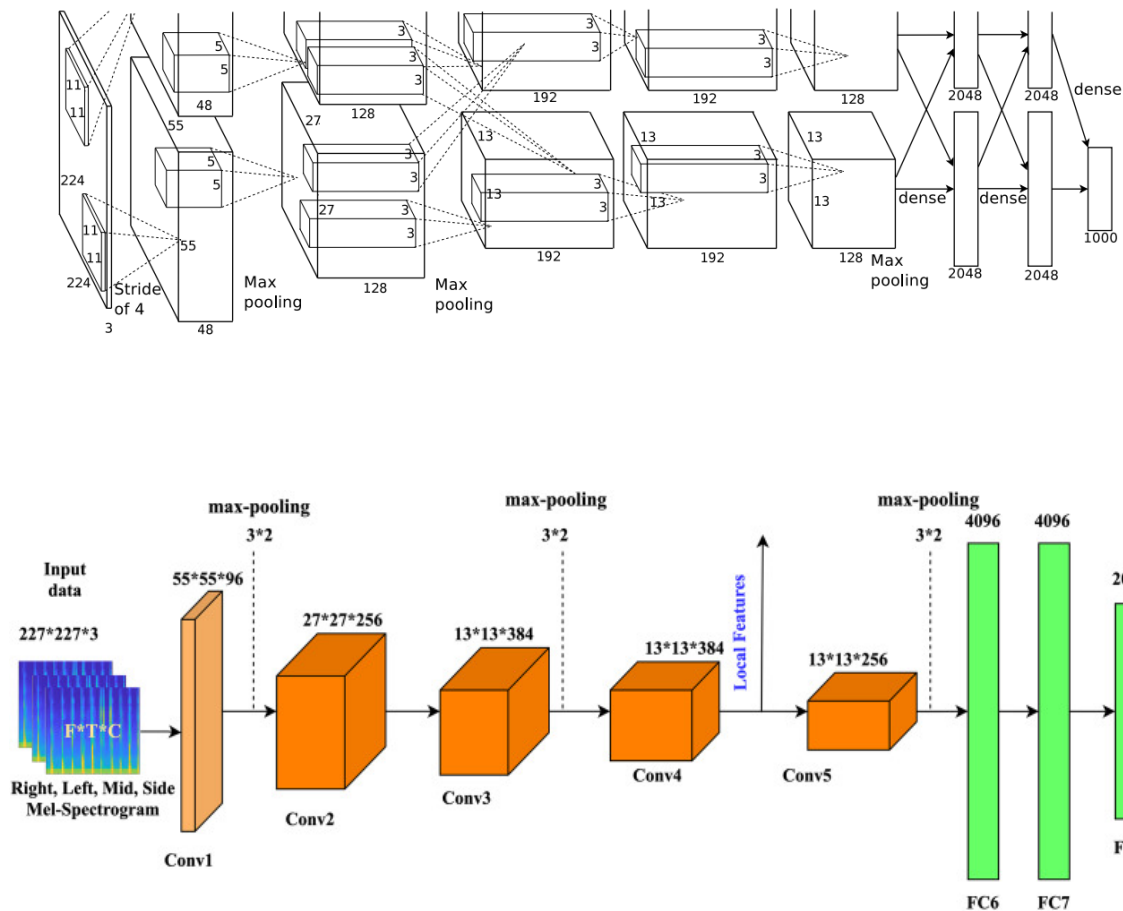 11
11
224
5
5
48
55
3
3
3
128
27
3
3
192
13
3
3
192
13
128
13
2048
2048
dense
11
11
224
3
Stride
of 4
5
5
55
48
Max
pooling
3
3
27
3
3
128
Max
pooling
13
3
3
192
13
3
3
192
13
128
Max
pooling
dense
dense
2048
2048
1000
max-pooling
3*2
max-pooling
3*2
max-pooling
3*2
4096
4096
Input
data
227*227*3
55*55*96
27*27*256
13*13*384
13*13*384
Local Features
13*13*256
F*T*C
Right, Left, Mid, Side
Mel-Spectrogram
Conv1
Conv2
Conv3
Conv4
Conv5
FC6
FC7